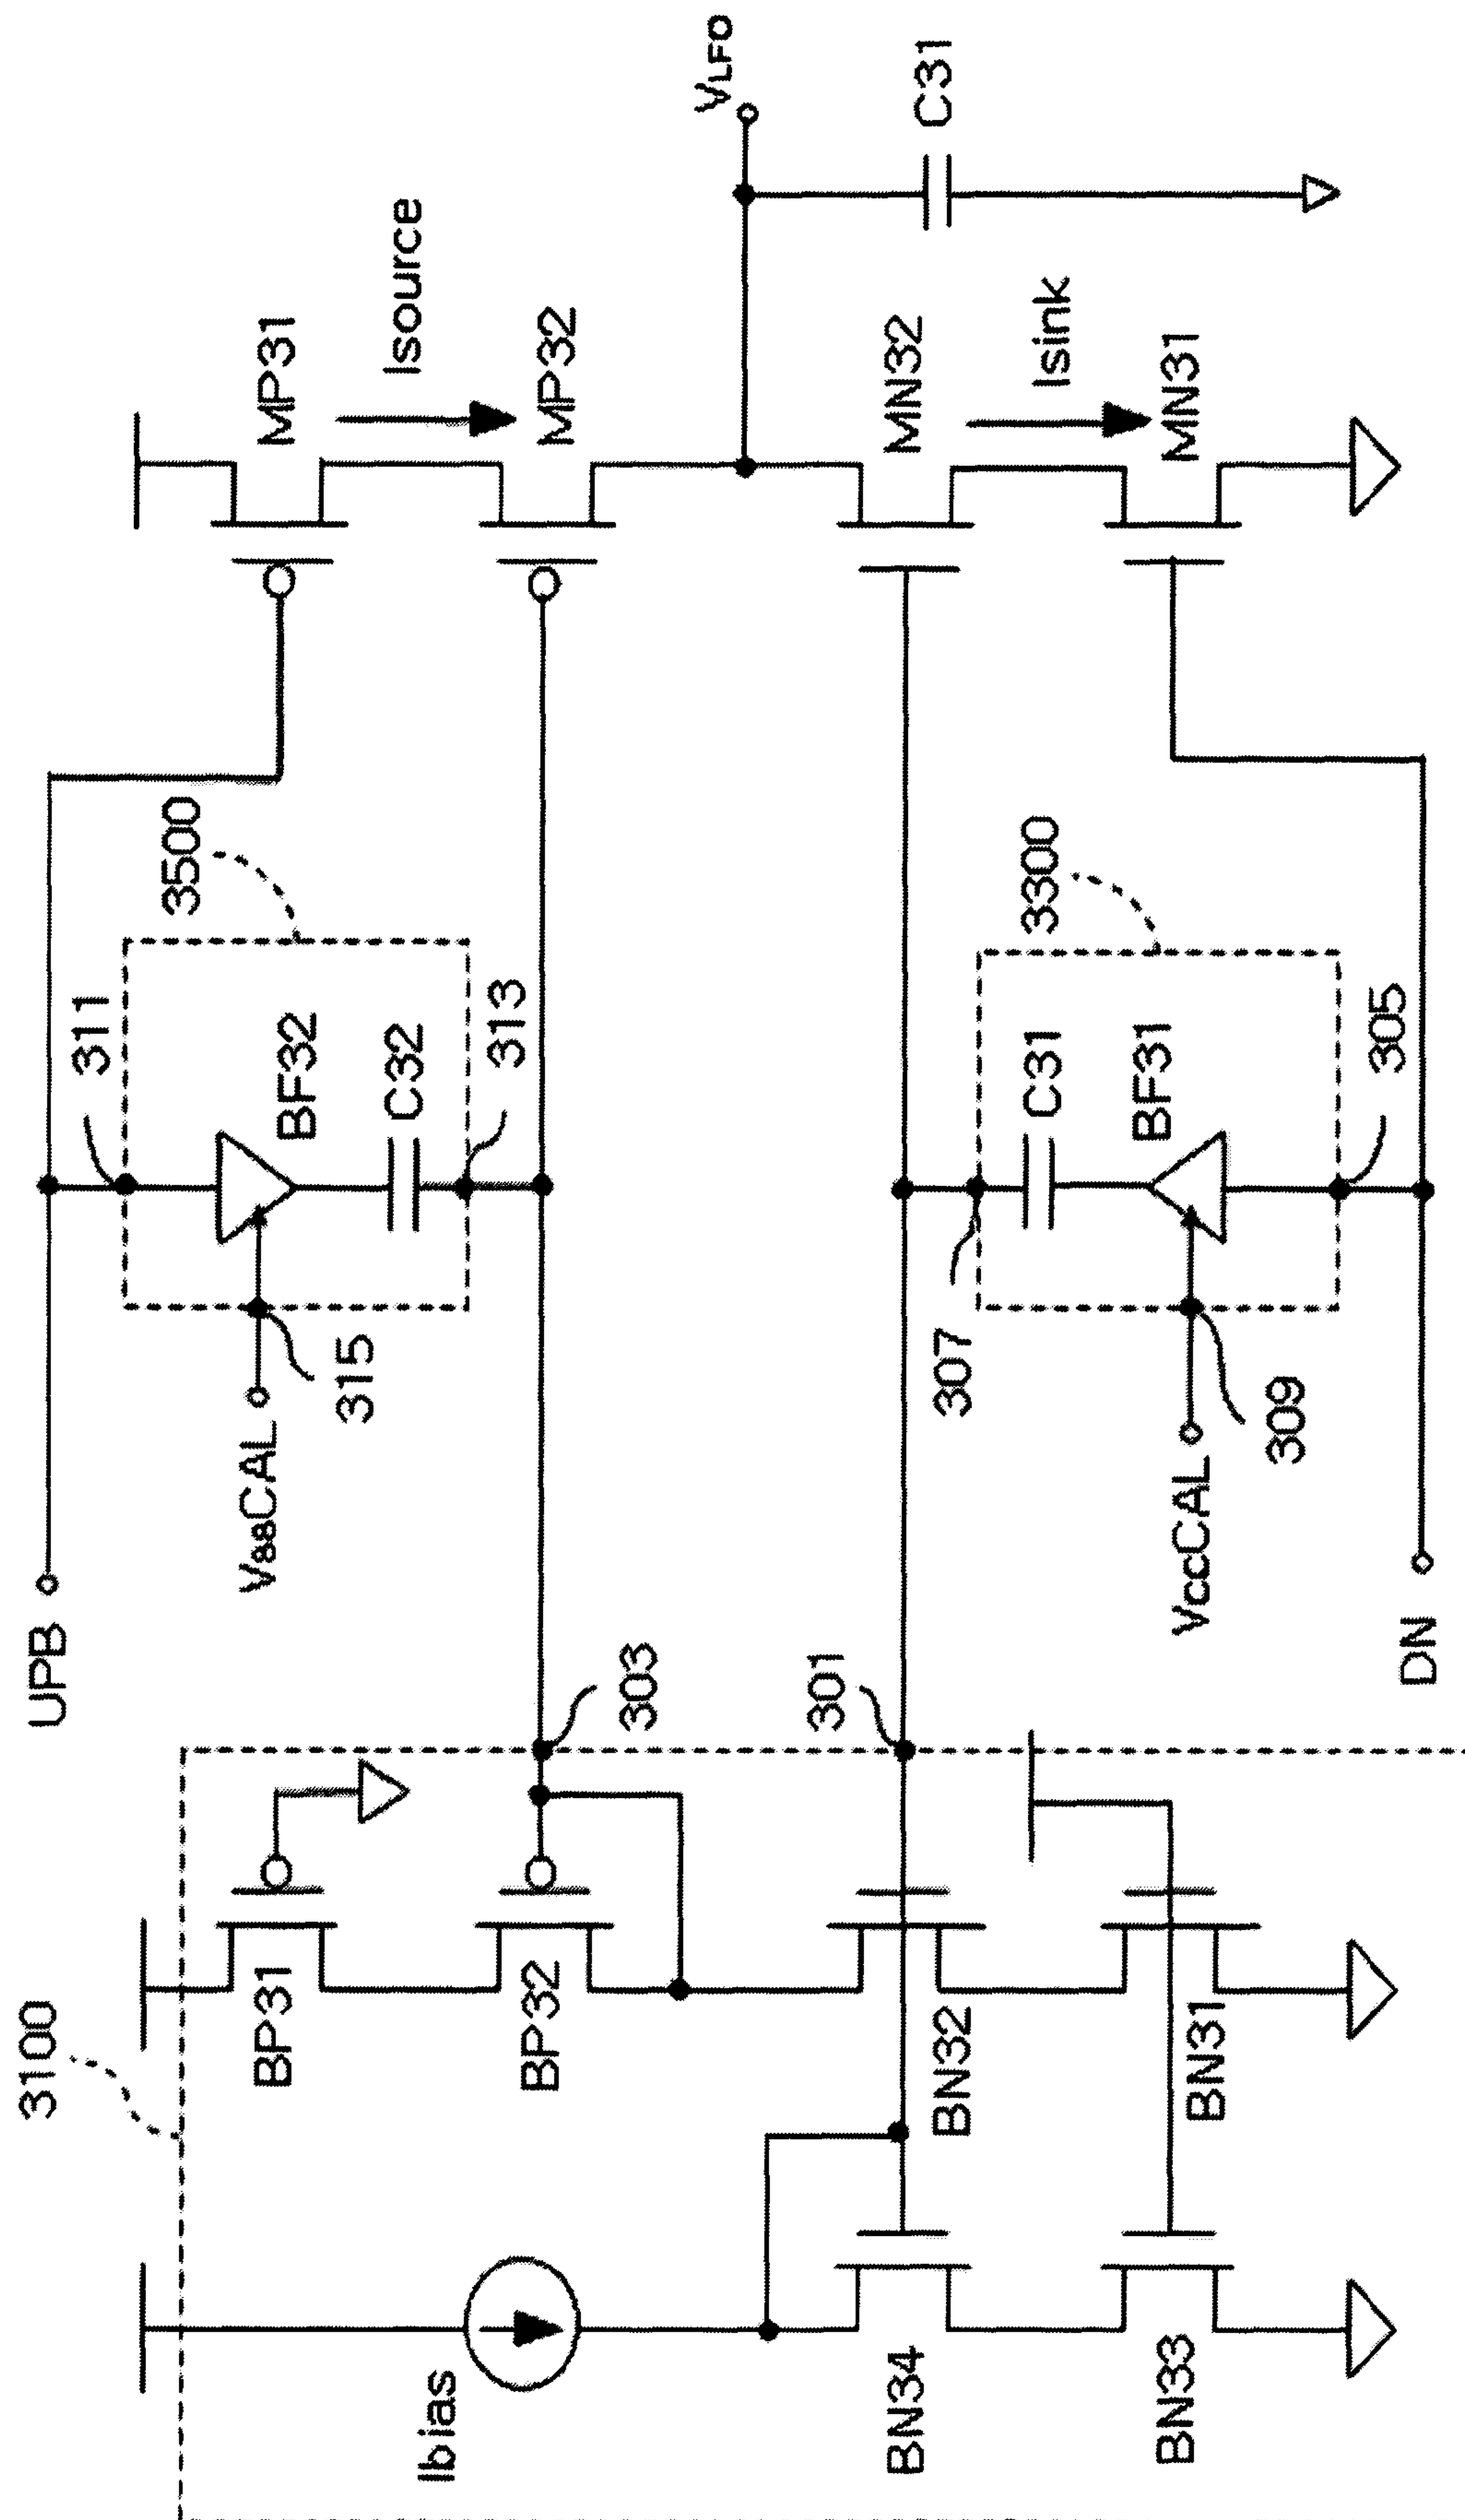 3100
UPB
311
3500
MP31
BP31
VssCAL
315
BF32
C32
Isource
Ibias
BP32
303
313
MP32
VLFO
301
307
3300
MN32
C31
BN34
BN32
C31
Isink
BF31
VccCAL
309
BN33
BN31
MN31
305
DN